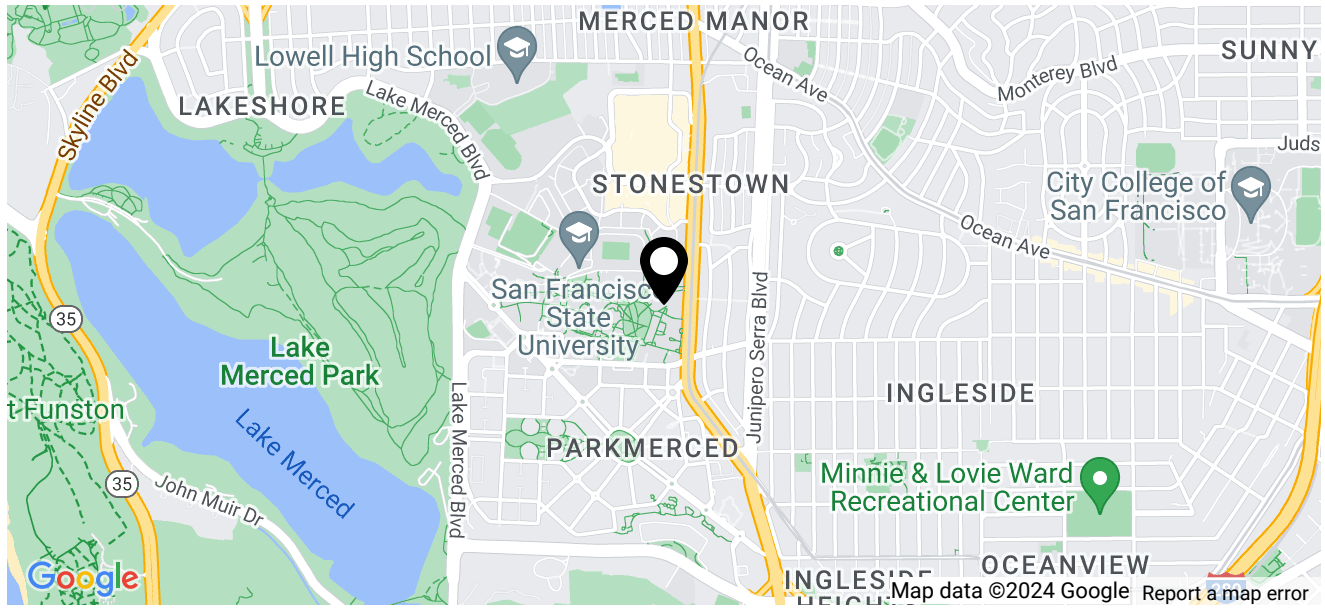 MERCED MANOR
Lowell High School
SUNNY
Ocean Ave
Monterey Blvd
Skyline Blvd
LAKESHORE
Lake Merced Blvd
Juds
STONESTOWN
City College of
San Francisco
Ocean Ave
San Francisco
State
University
35
Junipero Serra Blvd
Lake
Merced Park
t Funston
Lake Merced
Lake Merced Blvd
INGLESIDE
PARKMERCED
35
John Muir Dr
Minnie & Lovie Ward
Recreational Center
OCEANVIEW
INGLESIDE
HEIGHTS
280
Google
Map data ©2024 Google
Report a map error